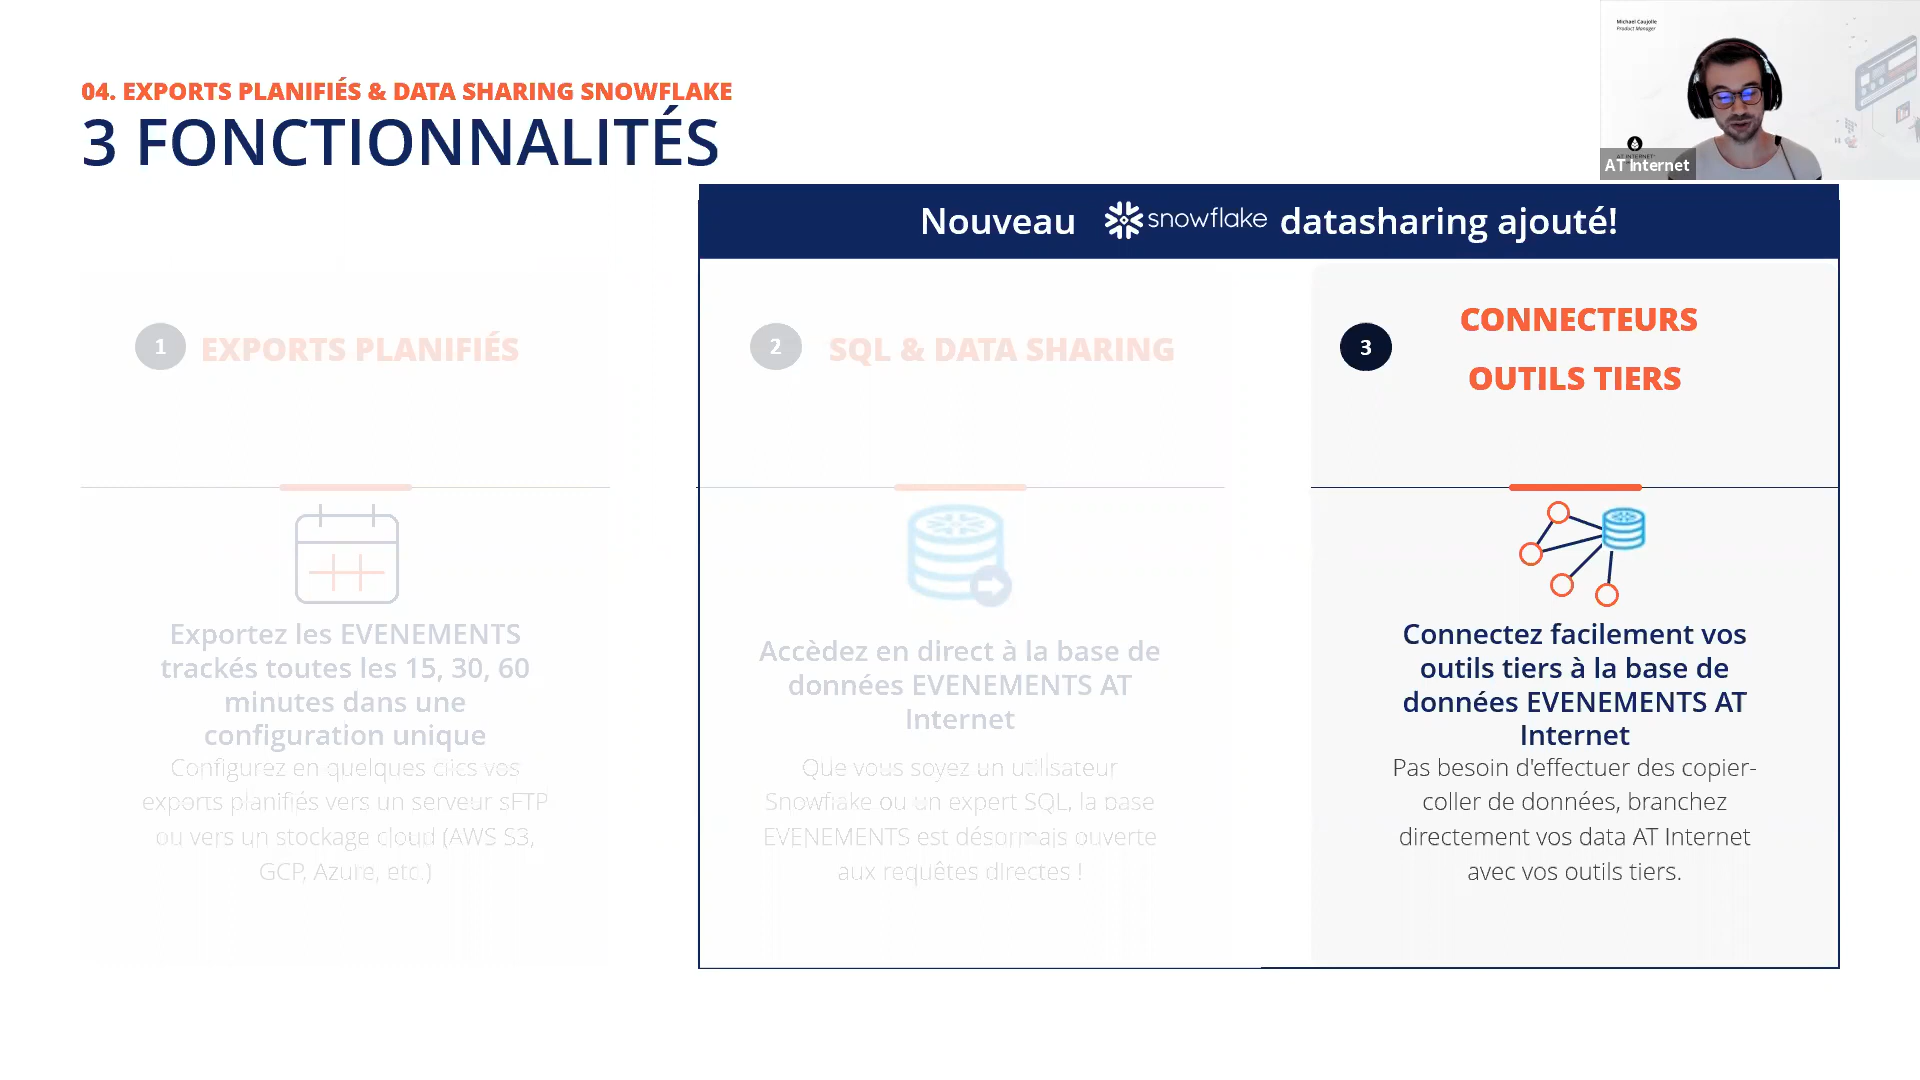 04. EXPORTS PLANIFIÉS & DATA SHARING SNOWFLAKE
3 FONCTIONNALITÉS
Michael Caujolle
Product Manager
AT Internet
Nouveau snowflake datasharing ajouté!
1 EXPORTS PLANIFIÉS
Exportez les EVENEMENTS
trackés toutes les 15, 30, 60
minutes dans une
configuration unique
Configurez en quelques clics vos
exports planifiés vers un serveur sFTP
ou vers un stockage cloud (AWS S3,
GCP, Azure, etc.)
2 SQL & DATA SHARING
Accèdez en direct à la base de
données EVENEMENTS AT
Internet
Que vous soyez un utilisateur
Snowflake ou un expert SQL, la base
EVENEMENTS est désormais ouverte
aux requêtes directes !
3
CONNECTEURS
OUTILS TIERS
Connectez facilement vos
outils tiers à la base de
données EVENEMENTS AT
Internet
Pas besoin d'effectuer des copier-
coller de données, branchez
directement vos data AT Internet
avec vos outils tiers.